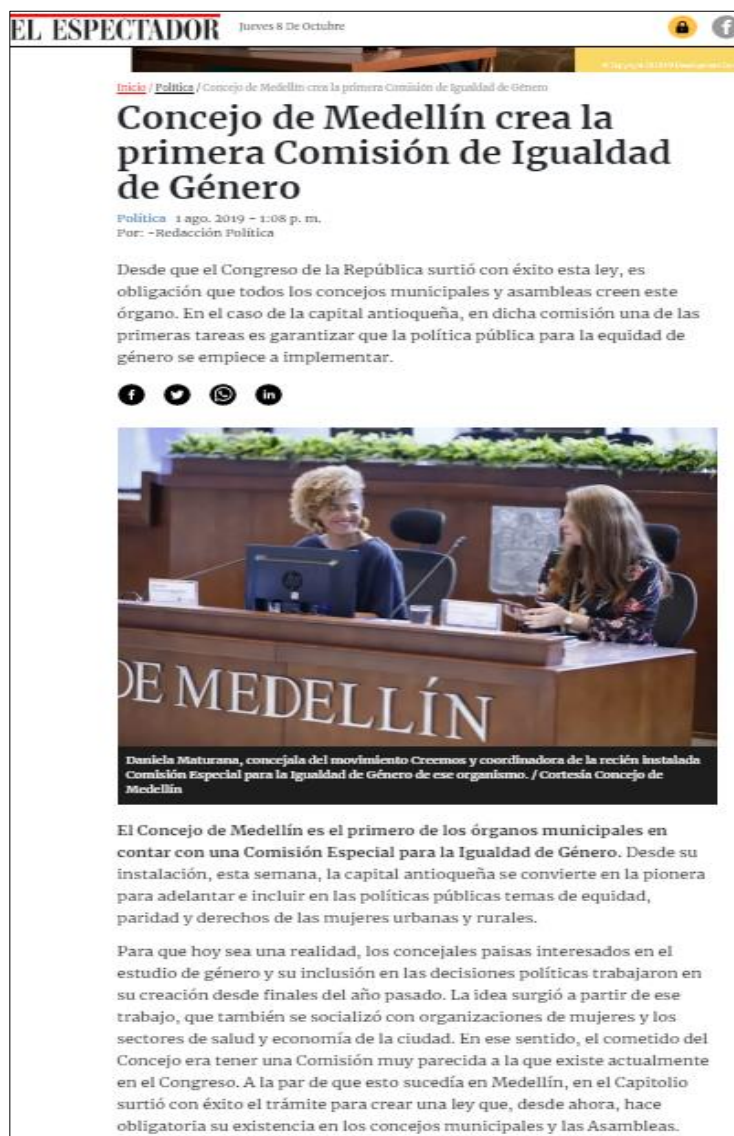 EL ESPECTADOR
Jueves 8 De Octubre
Inicio / Política / Concejo de Medellín crea la primera Comisión de Igualdad de Género
Concejo de Medellín crea la
primera Comisión de Igualdad
de Género
Política 1 ago. 2019 - 1:08 p. m.
Por: -Redacción Política
Desde que el Congreso de la República surtió con éxito esta ley, es
obligación que todos los concejos municipales y asambleas creen este
órgano. En el caso de la capital antioqueña, en dicha comisión una de las
primeras tareas es garantizar que la política pública para la equidad de
género se empiece a implementar.
hp
DE MEDELLÍN
Daniela Maturana, concejala del movimiento Creemos y coordinadora de la recién instalada
Comisión Especial para la Igualdad de Género de ese organismo. / Cortesía Concejo de
Medellín
El Concejo de Medellín es el primero de los órganos municipales en
contar con una Comisión Especial para la Igualdad de Género. Desde su
instalación, esta semana, la capital antioqueña se convierte en la pionera
para adelantar e incluir en las políticas públicas temas de equidad,
paridad y derechos de las mujeres urbanas y rurales.
Para que hoy sea una realidad, los concejales paisas interesados en el
estudio de género y su inclusión en las decisiones políticas trabajaron en
su creación desde finales del año pasado. La idea surgió a partir de ese
trabajo, que también se socializó con organizaciones de mujeres y los
sectores de salud y economía de la ciudad. En ese sentido, el cometido del
Concejo era tener una Comisión muy parecida a la que existe actualmente
en el Congreso. A la par de que esto sucedía en Medellín, en el Capitolio
surtió con éxito el trámite para crear una ley que, desde ahora, hace
obligatoria su existencia en los concejos municipales y las Asambleas.